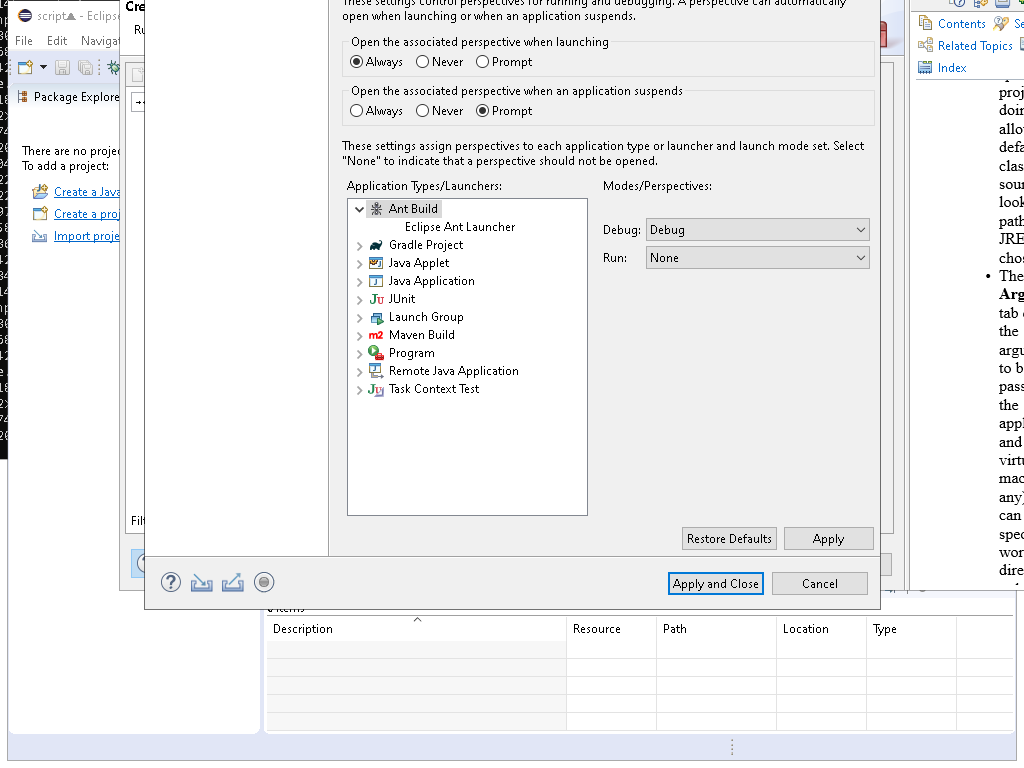 script - Eclipse
Cre
File Edit Navigat
Ru
Package Explore
There are no projec
To add a project:
Create a Java
Create a proj
Import proje
Filt
These settings control perspectives for running and debugging. A perspective can automatically
open when launching or when an application suspends.
Open the associated perspective when launching
Always Never Prompt
Open the associated perspective when an application suspends
Always Never Prompt
These settings assign perspectives to each application type or launcher and launch mode set. Select
"None" to indicate that a perspective should not be opened.
Application Types/Launchers:
Ant Build
Eclipse Ant Launcher
Gradle Project
Java Applet
Java Application
JUnit
Launch Group
m2 Maven Build
Program
Remote Java Application
Task Context Test
Modes/Perspectives:
Debug: Debug
Run: None
Restore Defaults Apply
Apply and Close Cancel
Contents Se
Related Topics
Index
proj
doin
allo
defa
clas
sour
look
path
JRE
chos
• The
Arg
tab
the
argu
to b
pass
the
appl
and
virtu
mac
any)
can
spec
wor
dire
Description Resource Path Location Type